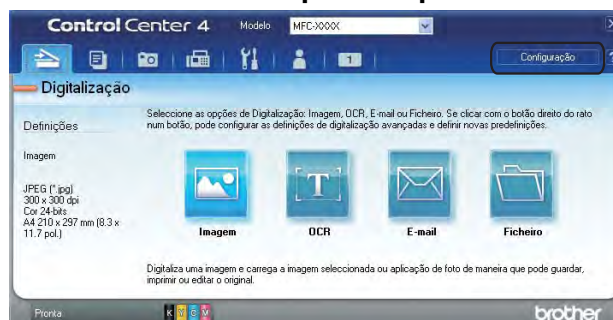 Control Center 4 Modelo MFC-XXXX
1
Configuração
?
Digitalização
Definições
Seleccione as opções de Digitalização: Imagem, OCR, E-mail ou Ficheiro. Se clicar com o botão direito do rato
num botão, pode configurar as definições de digitalização avançadas e definir novas predefinições.
Imagem
JPEG (*.jpg)
300 x 300 dpi
Cor 24-bits
A4 210 x 297 mm (8.3 x
11.7 pol.)
T
Imagem OCR E-mail Ficheiro
Digitaliza uma imagem e carrega a imagem seleccionada ou aplicação de foto de maneira que pode guardar,
imprimir ou editar o original.
Pronta K Y C M brother